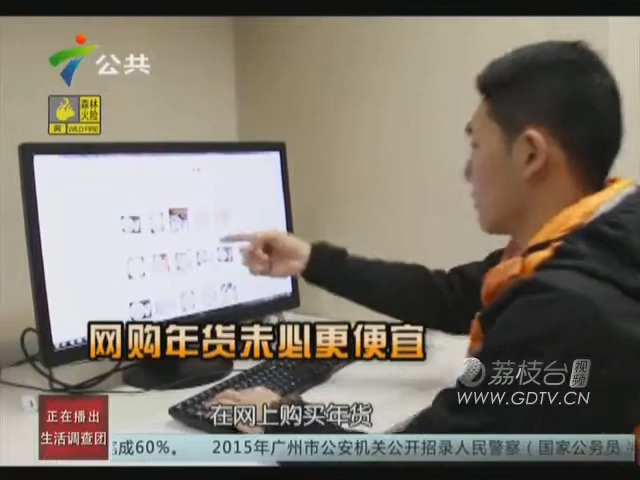 公共
森林
火险
黄 WILD FIRE
网购年货未必更便宜
荔枝台 视频
WWW.GDTV.CN
在网上购买年货
正在播出
生活调查团
成60%。 2015年广州市公安机关公开招录人民警察（国家公务员